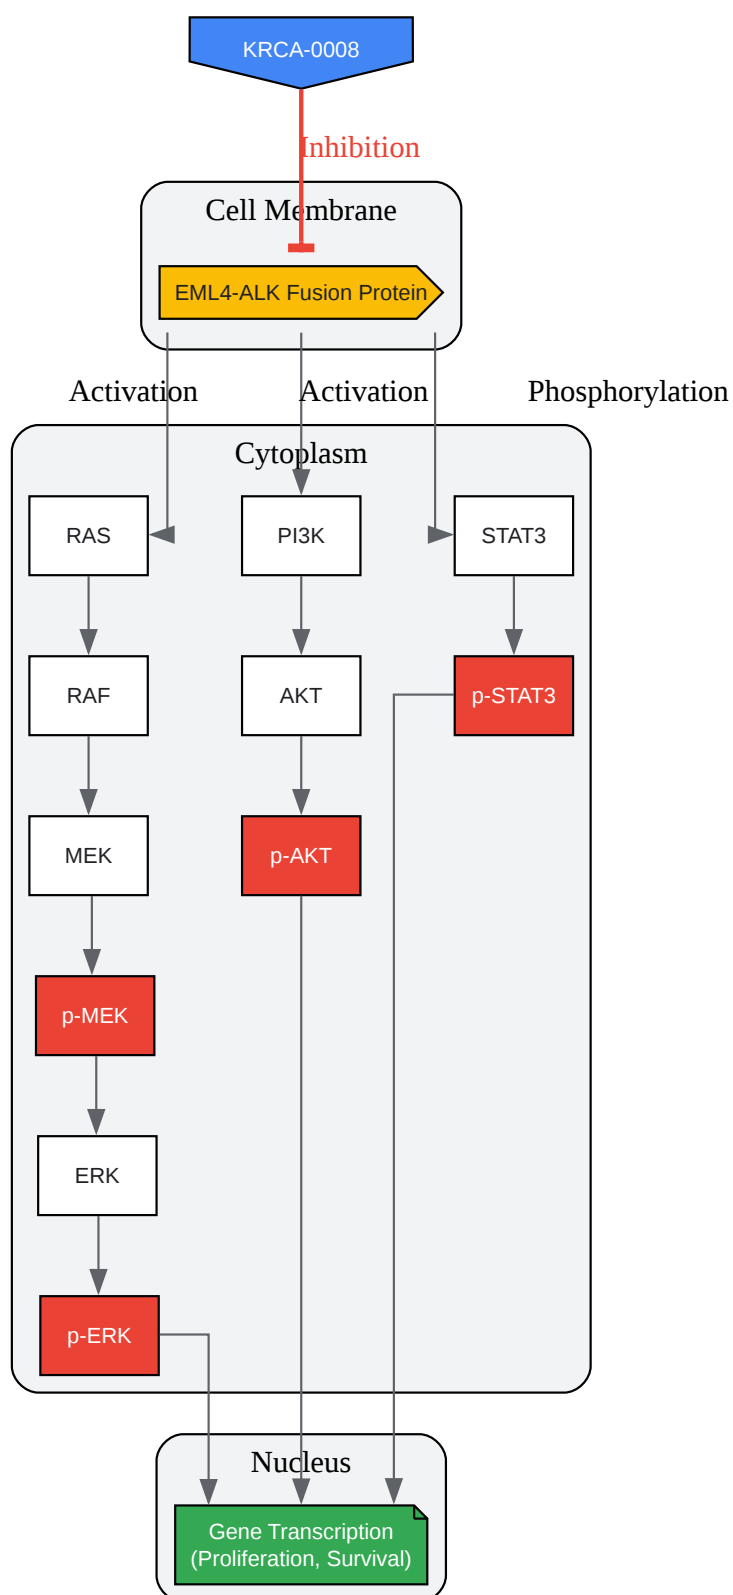 KRCA-0008
Inhibition
Cell Membrane
EML4-ALK Fusion Protein
Activation
Activation
Phosphorylation
Cytoplasm
RAS
PI3K
STAT3
RAF
AKT
p-STAT3
MEK
p-AKT
p-MEK
ERK
p-ERK
Nucleus
Gene Transcription
(Proliferation, Survival)